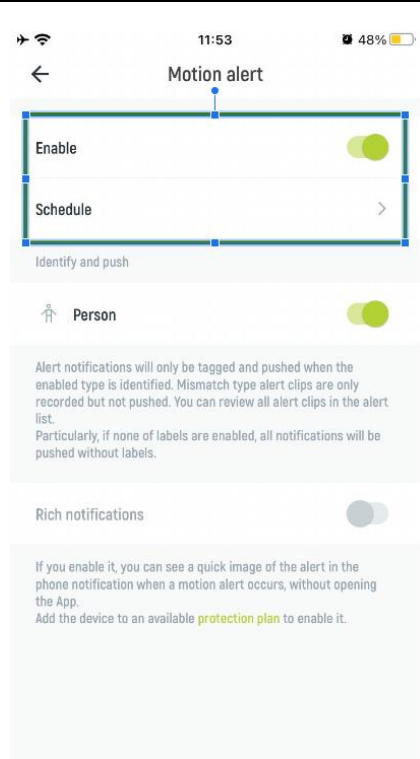 11:53
48%
Motion alert
Enable
Schedule
Identify and push
Person
Alert notifications will only be tagged and pushed when the
enabled type is identified. Mismatch type alert clips are only
recorded but not pushed. You can review all alert clips in the alert
list.
Particularly, if none of labels are enabled, all notifications will be
pushed without labels.
Rich notifications
If you enable it, you can see a quick image of the alert in the
phone notification when a motion alert occurs, without opening
the App.
Add the device to an available protection plan to enable it.